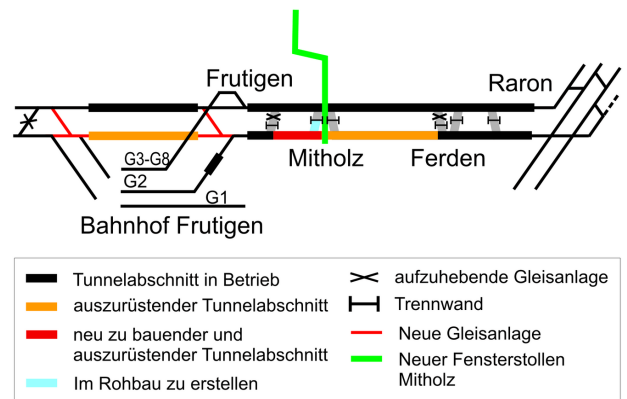 Frutigen
Raron
Mitholz
Ferden
G3-G8
G2
G1
Bahnhof Frutigen
Tunnelabschnitt in Betrieb
auszurüstender Tunnelabschnitt
neu zu bauender und
auszurüstender Tunnelabschnitt
Im Rohbau zu erstellen
aufzuhebende Gleisanlage
Trennwand
Neue Gleisanlage
Neuer Fensterstollen
Mitholz